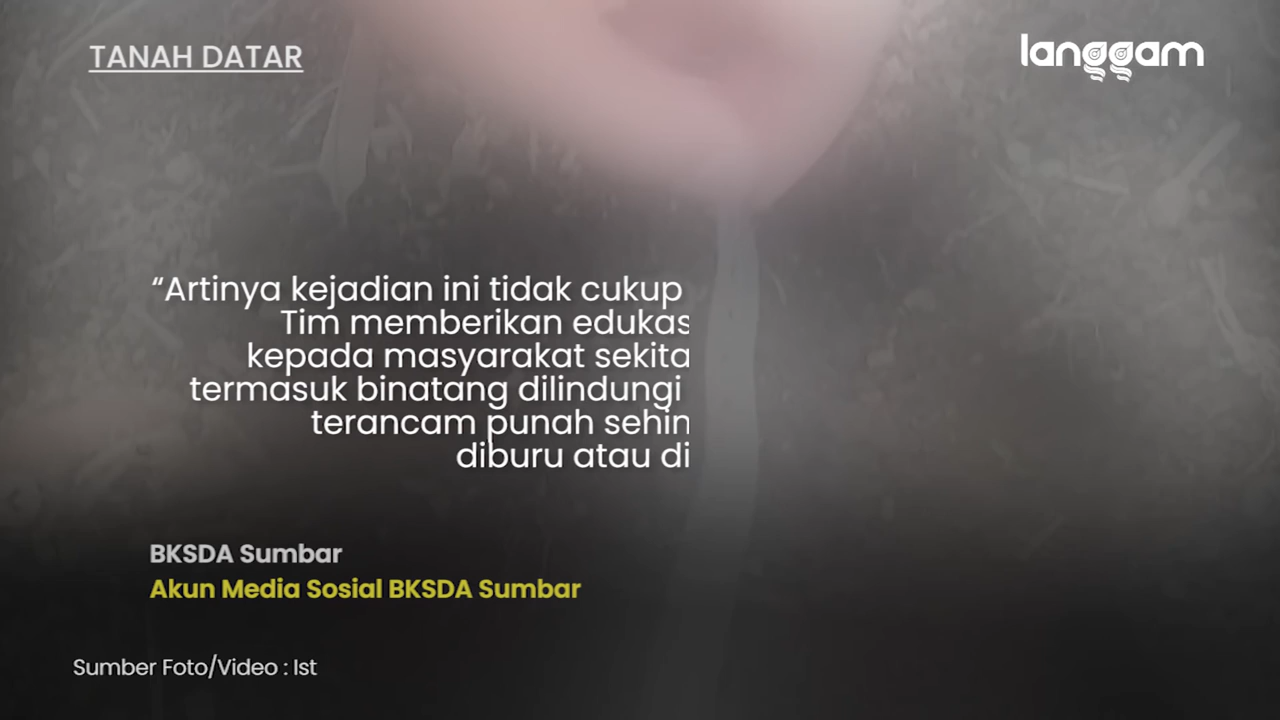 TANAH DATAR
langgam
“Artinya kejadian ini tidak cukup
Tim memberikan edukas
kepada masyarakat sekita
termasuk binatang dilindungi
terancam punah sehin
diburu atau di
BKSDA Sumbar
Akun Media Sosial BKSDA Sumbar
Sumber Foto/Video : Ist